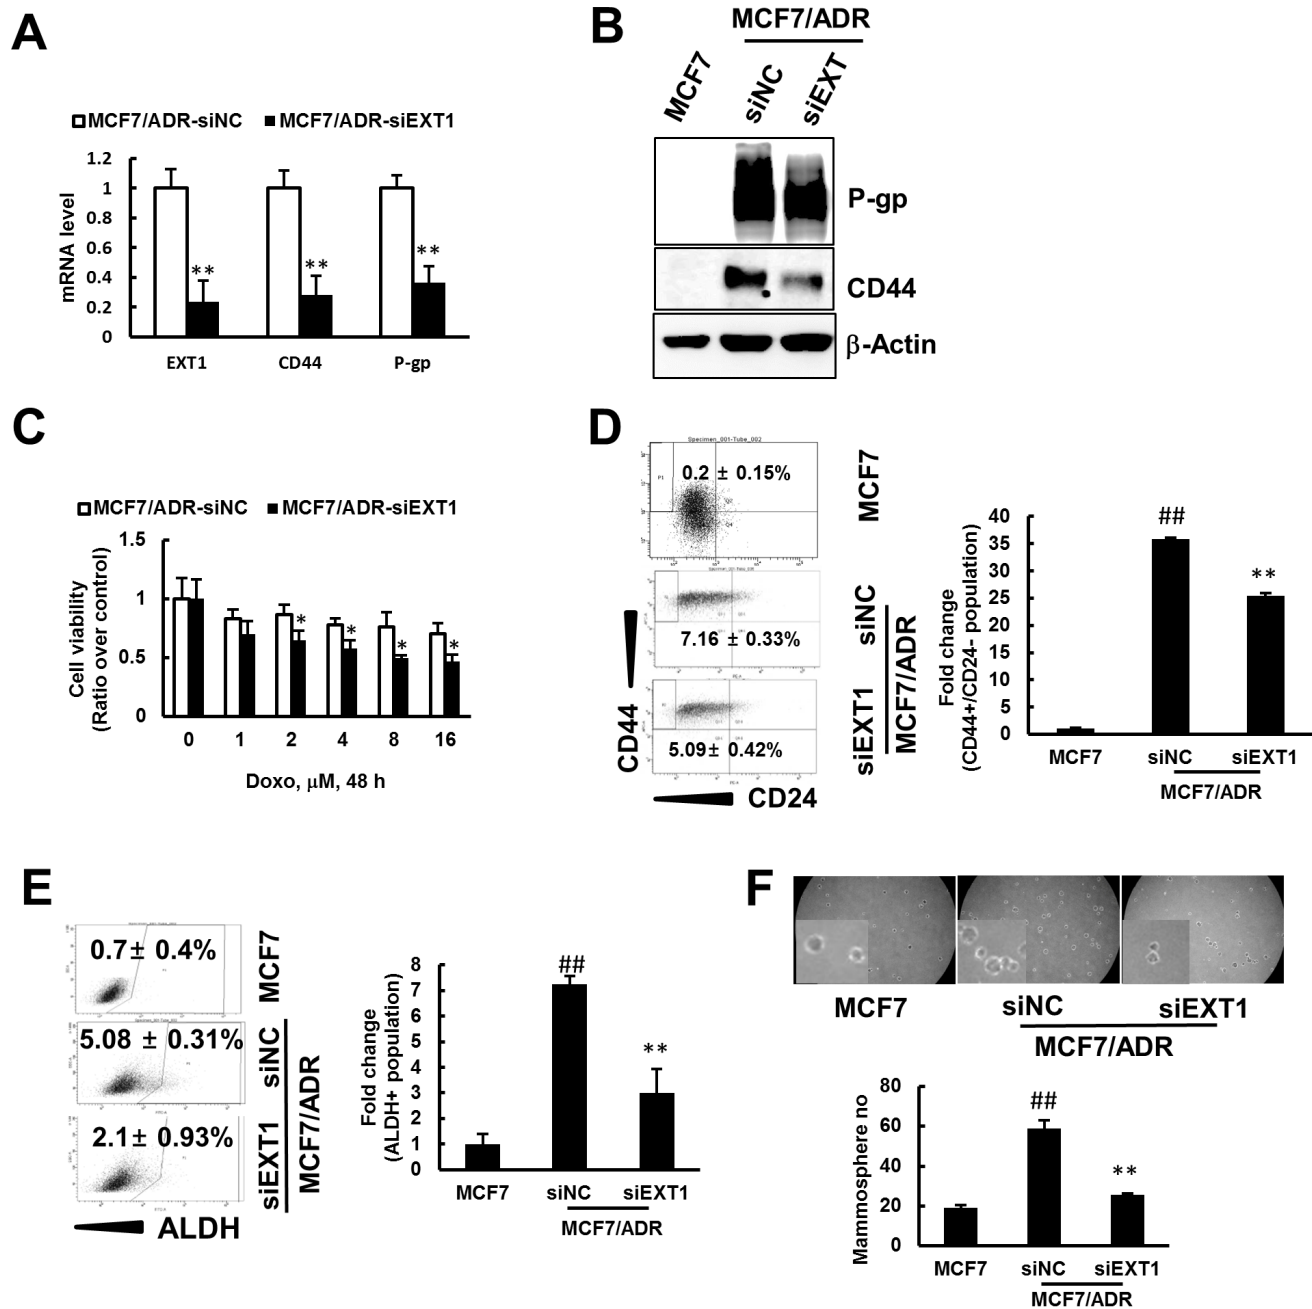 A
MCF7/ADR-siNC MCF7/ADR-siEXT1
mRNA level
1.2
1
0.8
0.6
0.4
0.2
0
**
**
**
EXT1 CD44 P-gp
B
MCF7/ADR
MCF7 siNC siEXT
P-gp
CD44
β-Actin
C
MCF7/ADR-siNC MCF7/ADR-siEXT1
Cell viability
(Ratio over control)
1.5
1
0.5
0
* * * *
0 1 2 4 8 16
Doxo, μM, 48 h
D
Specimen_001-Tube_002
P1
0.2 ± 0.15%
Q2
Q4
MCF7
7.16 ± 0.33%
siNC
5.09± 0.42%
siEXT1
MCF7/ADR
CD44
CD24
Fold change
(CD44+/CD24- population)
40
35
30
25
20
15
10
5
0
##
**
MCF7 siNC siEXT1
MCF7/ADR
E
0.7± 0.4%
MCF7
5.08 ± 0.31%
siNC
2.1± 0.93%
siEXT1
MCF7/ADR
ALDH
Fold change
(ALDH+ population)
8
7
6
5
4
3
2
1
0
##
**
MCF7 siNC siEXT1
MCF7/ADR
F
MCF7 siNC siEXT1
MCF7/ADR
Mammosphere no
80
60
40
20
0
##
**
MCF7 siNC siEXT1
MCF7/ADR